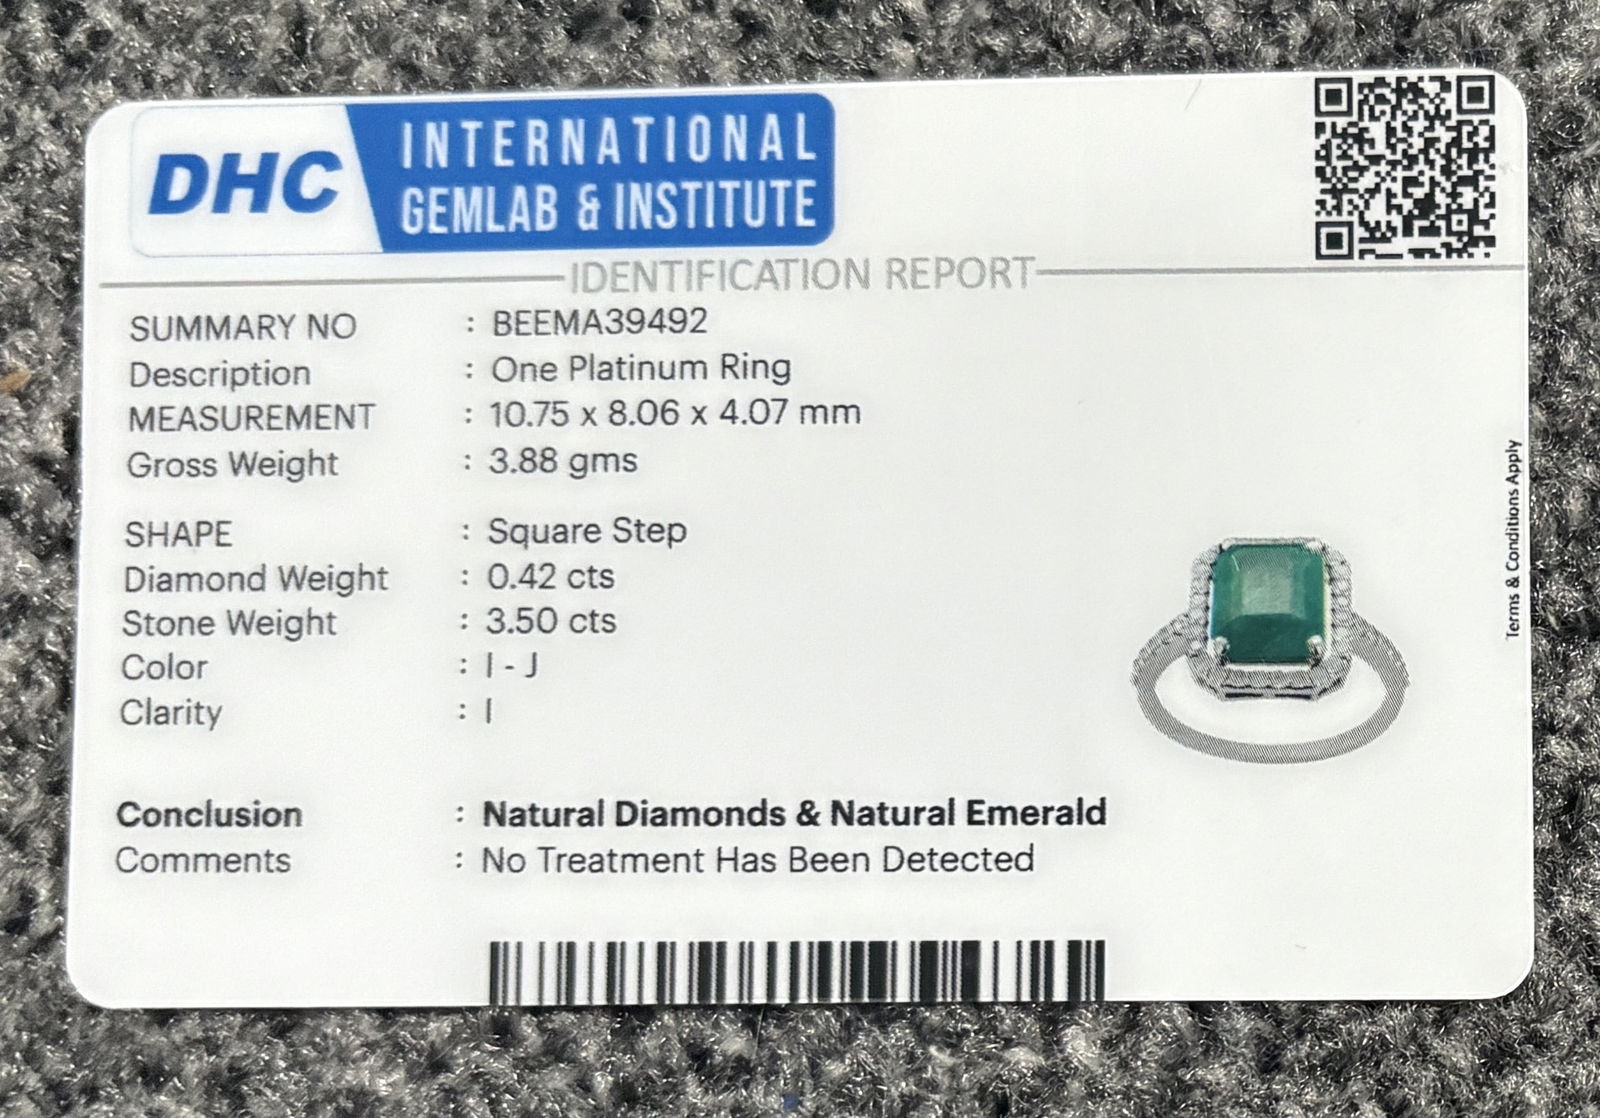 DHC
INTERNATIONAL
GEMLAB & INSTITUTE
IDENTIFICATION REPORT
SUMMARY NO : BEEMA39492
Description : One Platinum Ring
MEASUREMENT : 10.75 x 8.06 x 4.07 mm
Gross Weight : 3.88 gms
SHAPE : Square Step
Diamond Weight : 0.42 cts
Stone Weight : 3.50 cts
Color : I - J
Clarity : I
Conclusion : Natural Diamonds & Natural Emerald
Comments : No Treatment Has Been Detected
Terms & Conditions Apply